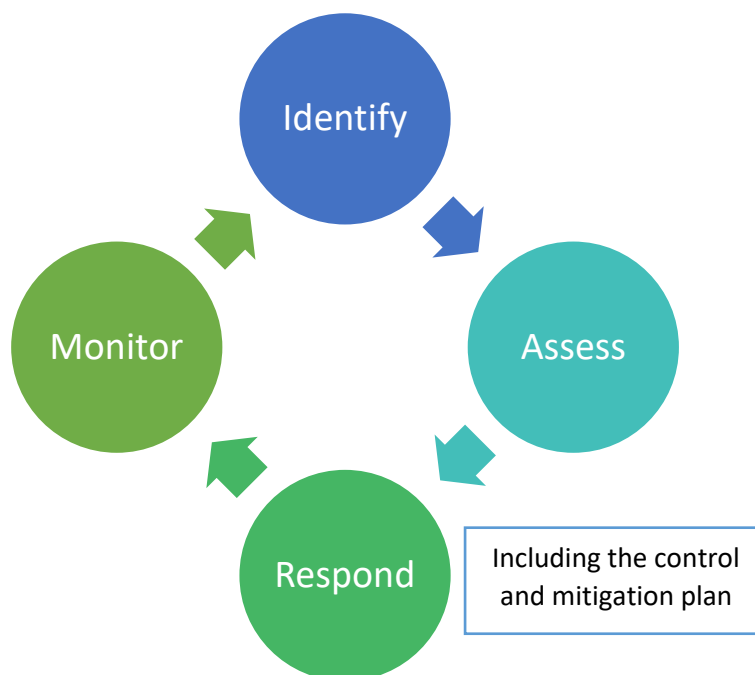 Identify
Monitor
Assess
Respond
Including the control
and mitigation plan